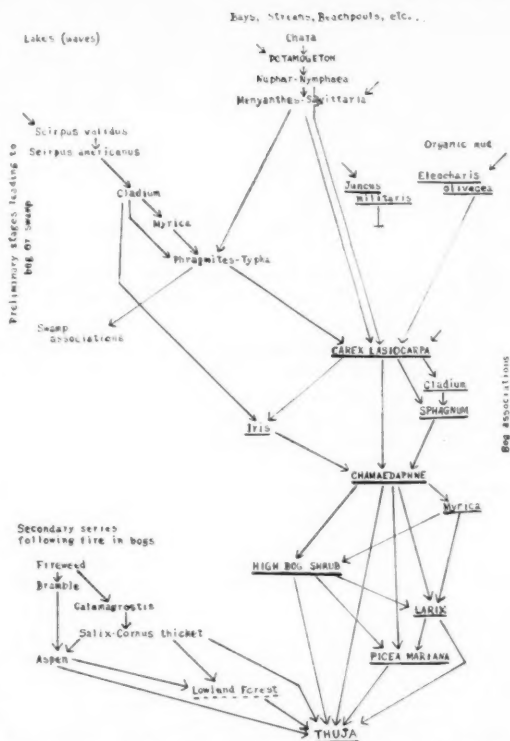 Bays, Streams, Beachpools, etc...
Lakes (waves)
Chara
POTAMOGETON
Nuphar-Nymphaea
Menyanthes-Sagittaria
Scirpus validus
Scirpus americanus
Organic mud
Eleocharis
olivacea
Juncus
militaris
Cladium
Myrica
Phragmites-Typha
Preliminary stages leading to
bog or swamp
Swamp
associations
CAREX LASIOCARPA
Cladium
SPHAGNUM
Bog associations
Iris
CHAMAEDAPHNE
Myrica
Secondary series
following fire in bogs
Fireweed
Bramble
Calamagrostis
Salix-Cornus thicket
Aspen
Lowland Forest
HIGH BOG SHRUB
LARIX
PICEA MARIANA
THUJA